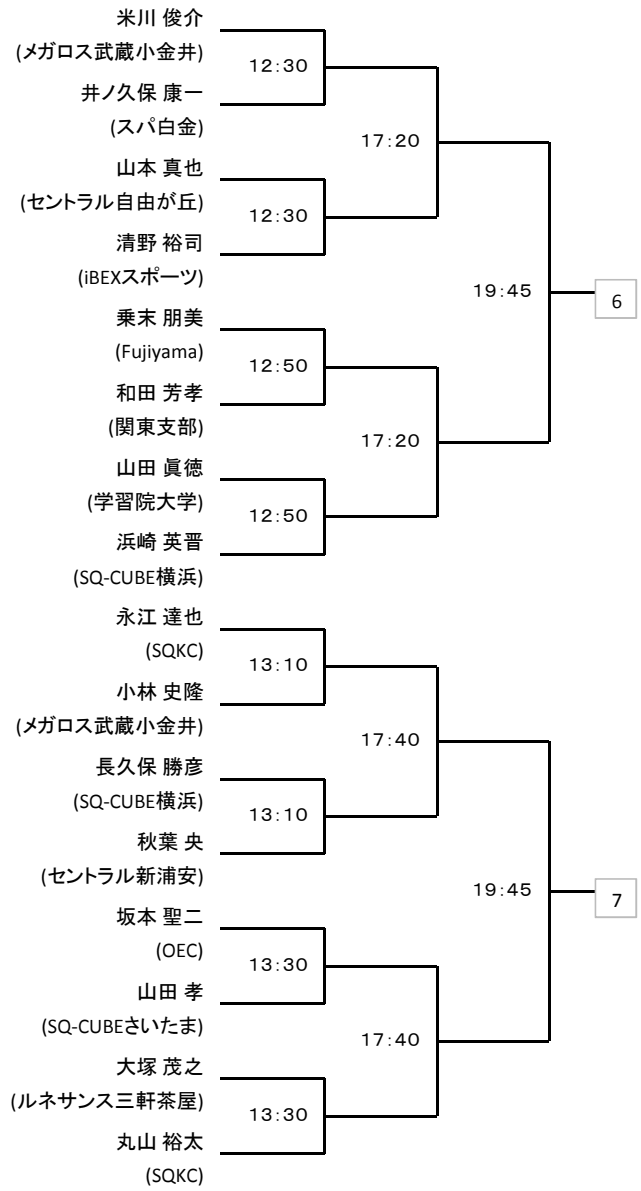 米川 俊介
(メガロス武蔵小金井)
12:30
井ノ久保 康一
(スパ白金)
17:20
山本 真也
(セントラル自由が丘)
12:30
清野 裕司
(iBEXスポーツ)
19:45
6
乗末 朋美
(Fujiyama)
12:50
和田 芳孝
(関東支部)
17:20
山田 眞徳
(学習院大学)
12:50
浜崎 英晋
(SQ-CUBE横浜)
永江 達也
(SQKC)
13:10
小林 史隆
(メガロス武蔵小金井)
17:40
長久保 勝彦
(SQ-CUBE横浜)
13:10
秋葉 央
(セントラル新浦安)
19:45
7
坂本 聖二
(OEC)
13:30
山田 孝
(SQ-CUBEさいたま)
17:40
大塚 茂之
(ルネサンス三軒茶屋)
13:30
丸山 裕太
(SQKC)